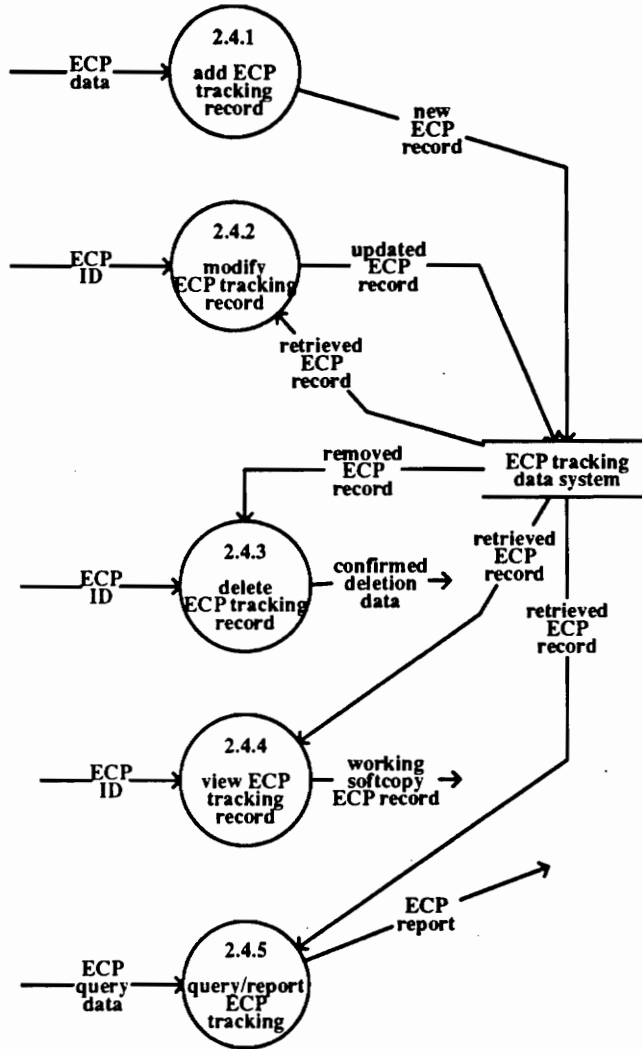 2.4.1
add ECP
tracking
record
ECP
data
new
ECP
record
2.4.2
modify
ECP tracking
record
ECP
ID
updated
ECP
record
retrieved
ECP
record
ECP tracking
data system
removed
ECP
record
2.4.3
delete
ECP tracking
record
ECP
ID
confirmed
deletion
data
retrieved
ECP
record
retrieved
ECP
record
2.4.4
view ECP
tracking
record
ECP
ID
working
softcopy
ECP record
ECP
report
2.4.5
query/report
ECP
tracking
ECP
query
data